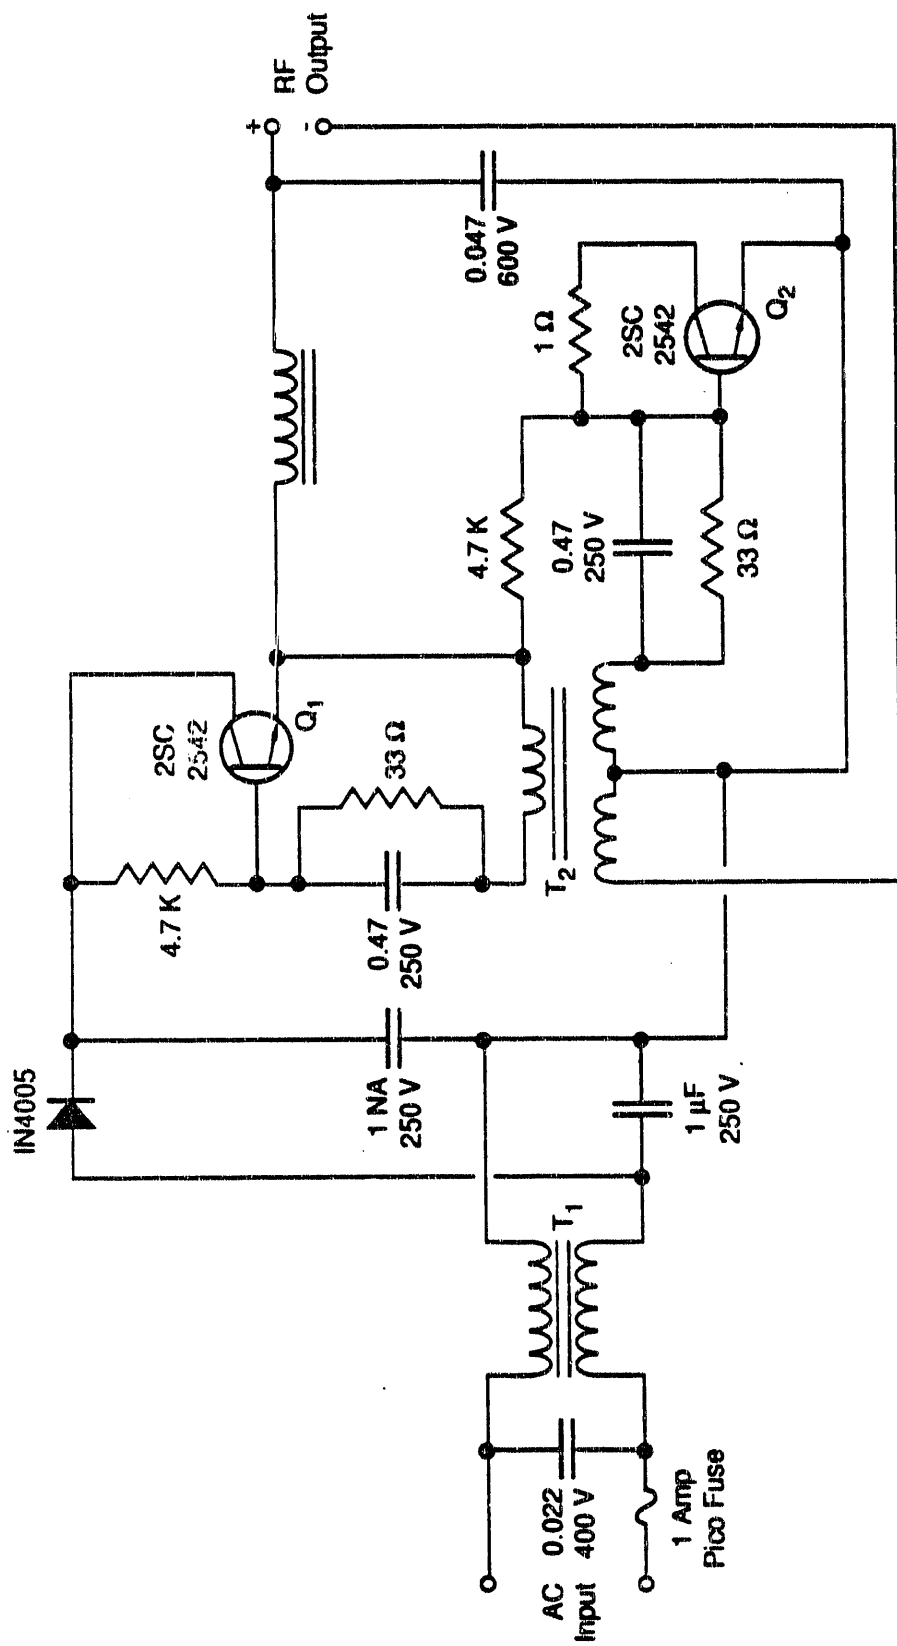 IN4005
4.7 K
2SC
2542
Q1
+
RF
-
Output
0.047
600 V
33 Ω
0.47
250 V
1 NA
250 V
4.7 K
1 Ω
2SC
2542
Q2
0.47
250 V
33 Ω
T2
T1
1 µF
250 V
AC
Input
0.022
400 V
1 Amp
Pico Fuse